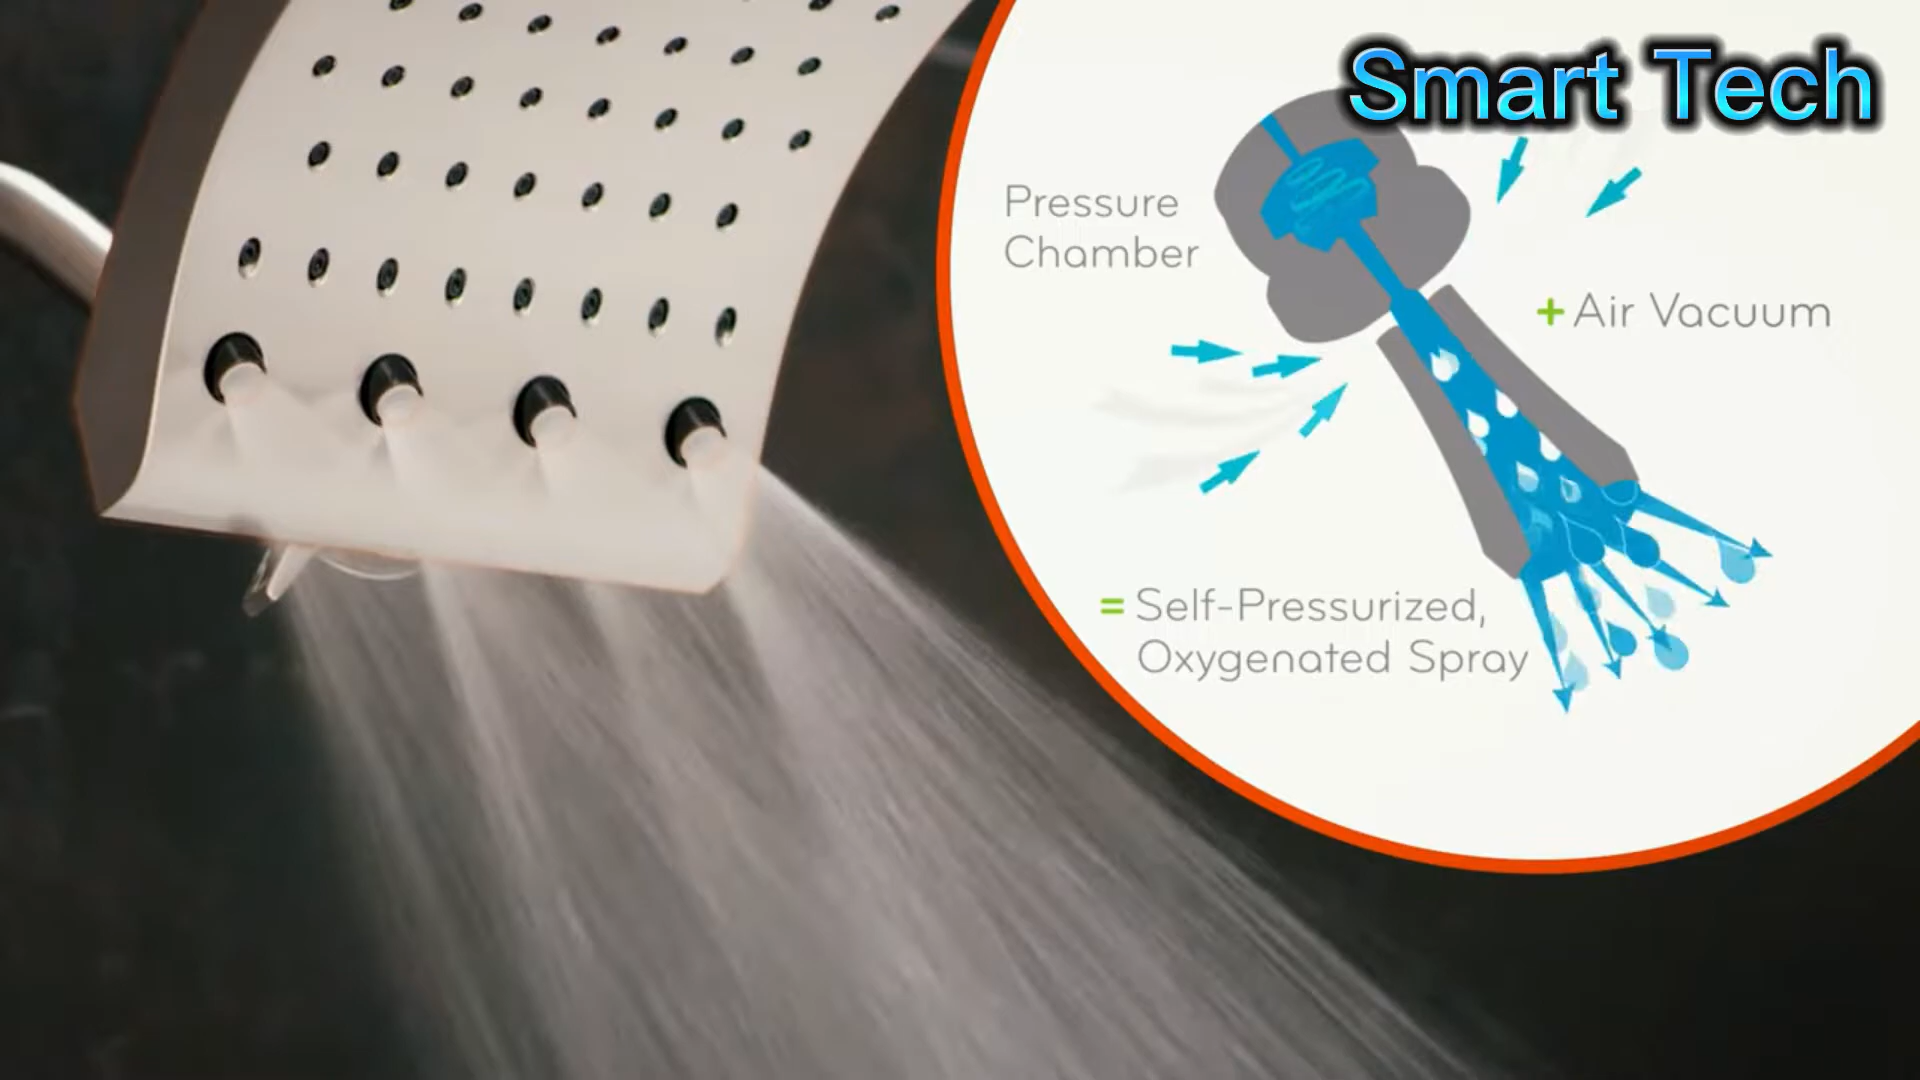 Smart Tech
Pressure
Chamber
+ Air Vacuum
= Self-Pressurized,
Oxygenated Spray